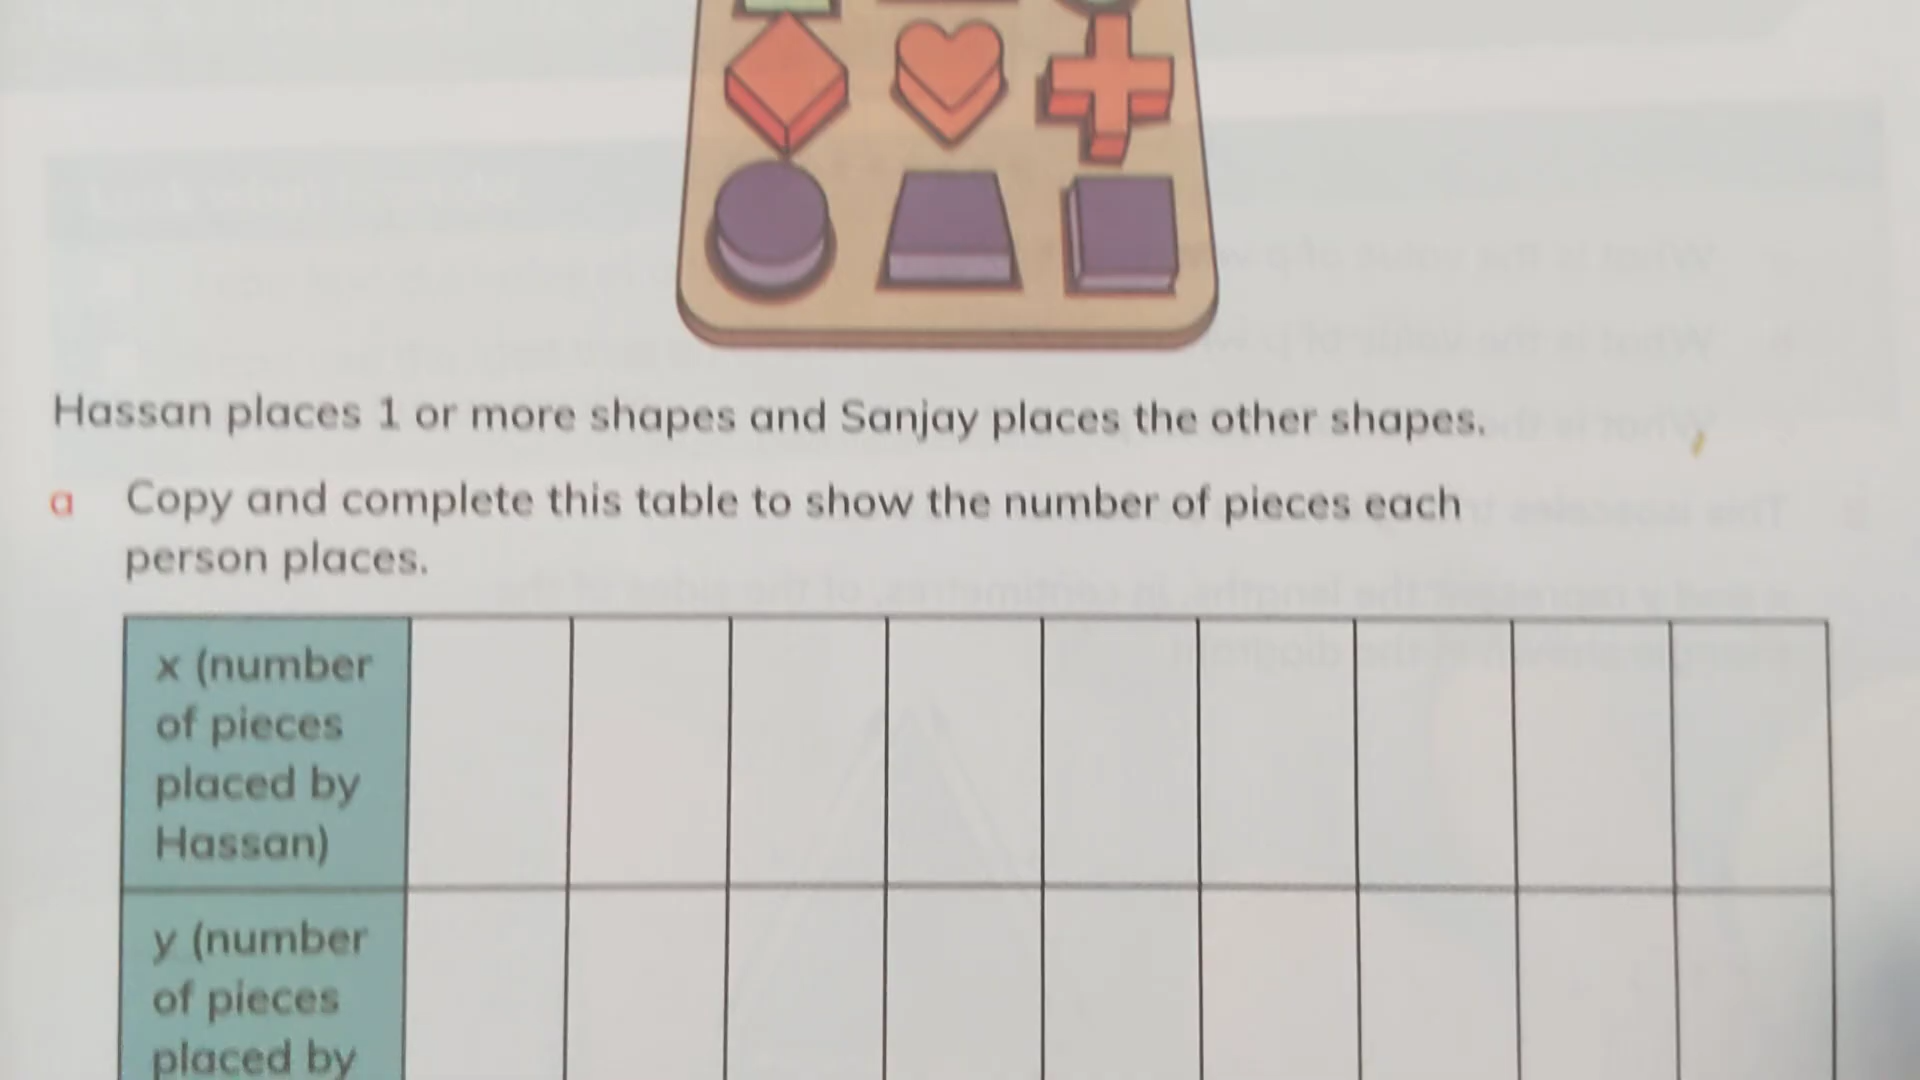 Hassan places 1 or more shapes and Sanjay places the other shapes.
a Copy and complete this table to show the number of pieces each
person places.
x (number
of pieces
placed by
Hassan)
y (number
of pieces
placed by